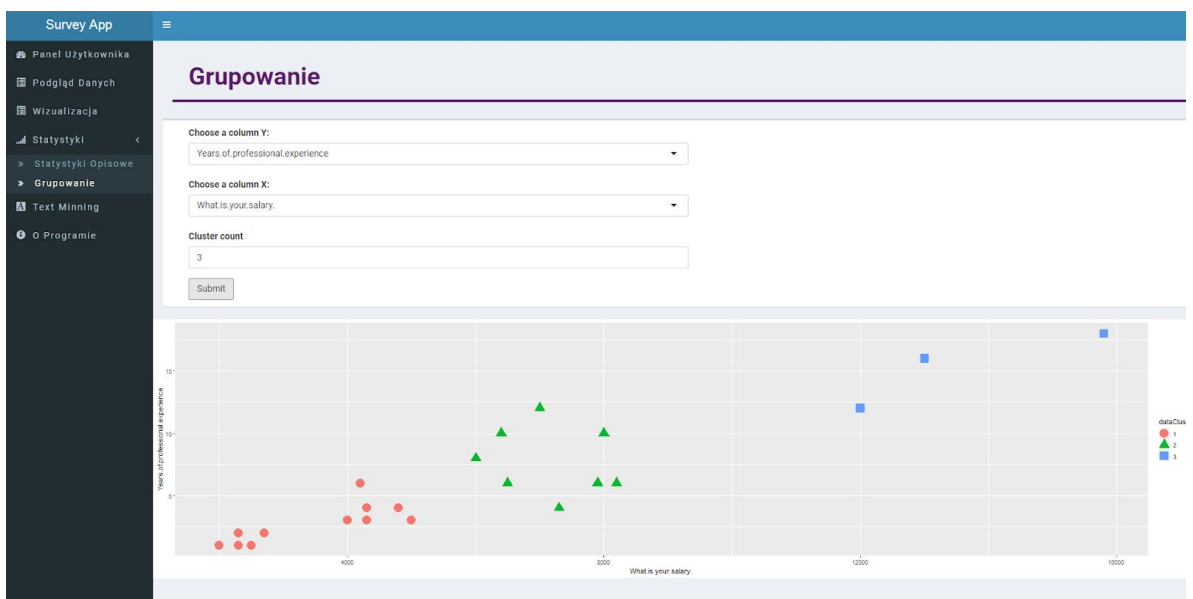 Survey App
Panel Użytkownika
Podgląd Danych
Wizualizacja
Statystyki
Statystyki Opisowe
Grupowanie
Text Minning
O Programie
Grupowanie
Choose a column Y:
Years.of.professional.experience
Choose a column X:
What.is.your.salary.
Cluster count
3
Submit
Years.of.professional.experience
15
10
5
4000
8000
12000
16000
What.is.your.salary.
dataClus
1
2
3